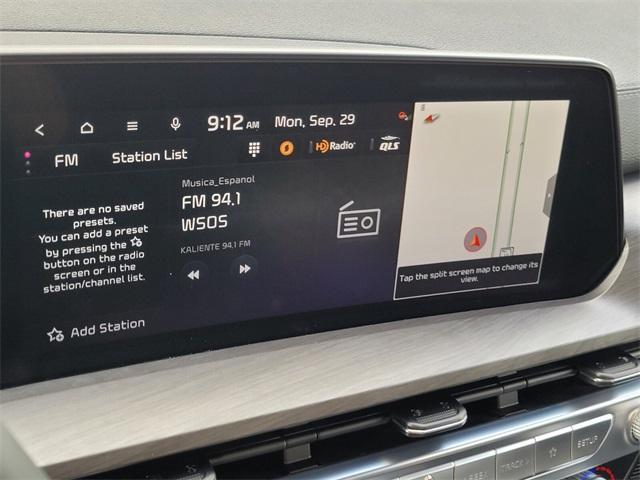 9:12 AM Mon, Sep. 29
FM Station List HD Radio QLS
Musica_Espanol
FM 94.1
WSOS
KALIENTE 94.1 FM
There are no saved
presets.
You can add a preset
by pressing the
button on the radio
screen or in the
station/channel list.
Add Station
Tap the split screen map to change its
view.
TRACK
SETUP